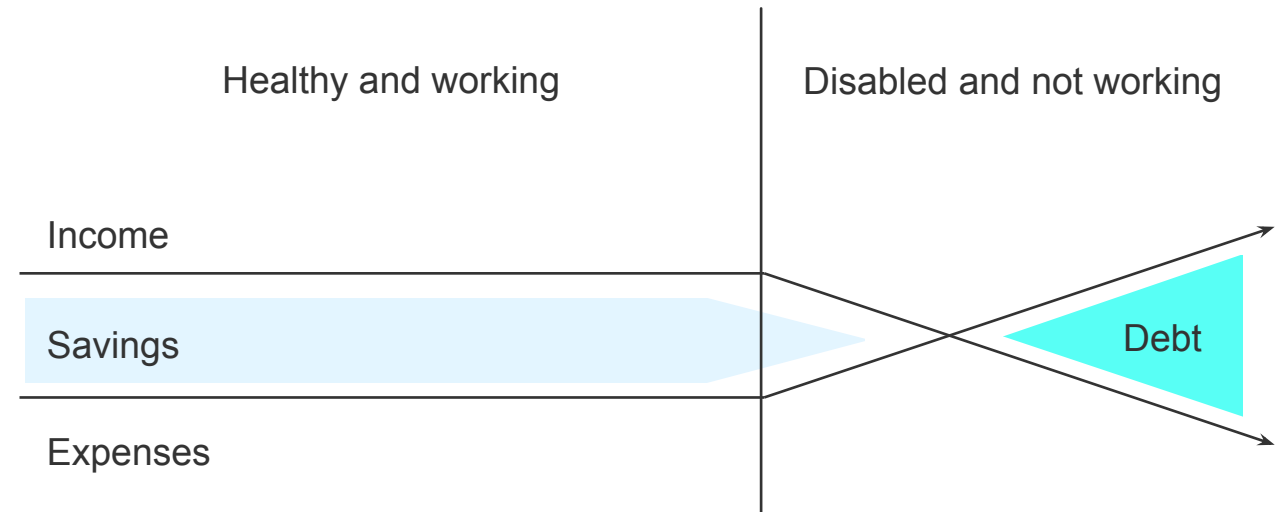 Healthy and working
Disabled and not working
Income
Savings
Debt
Expenses